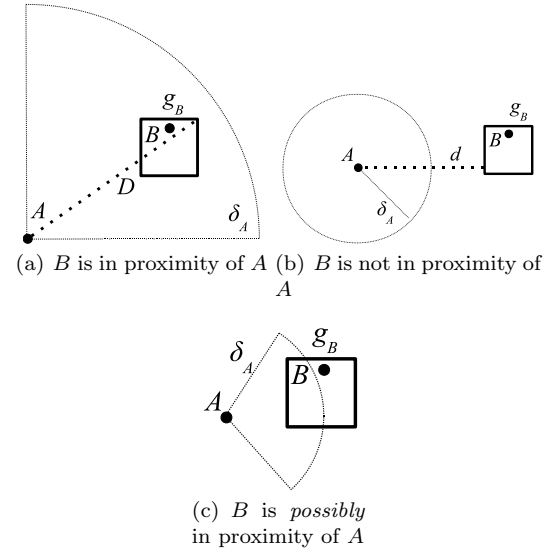 g_B
B
D
A
δ_A
(a) B is in proximity of A
g_B
B
A
d
δ_A
(b) B is not in proximity of
A
g_B
δ_A
B
A
(c) B is possibly
in proximity of A